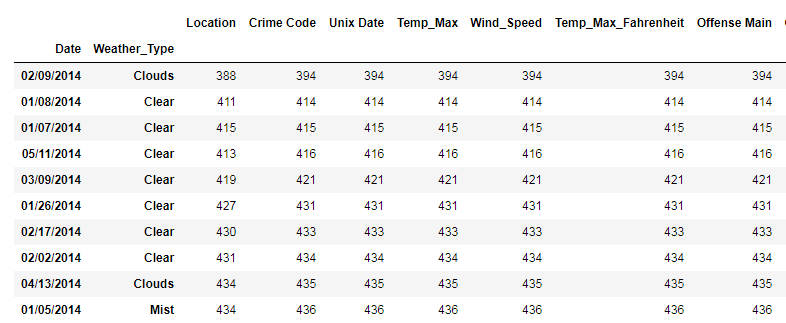 Location Crime Code Unix Date Temp_Max Wind_Speed Temp_Max_Fahrenheit Offense Main
Date Weather_Type
02/09/2014 Clouds 388 394 394 394 394 394 394
01/08/2014 Clear 411 414 414 414 414 414 414
01/07/2014 Clear 415 415 415 415 415 415 415
05/11/2014 Clear 413 416 416 416 416 416 416
03/09/2014 Clear 419 421 421 421 421 421 421
01/26/2014 Clear 427 431 431 431 431 431 431
02/17/2014 Clear 430 433 433 433 433 433 433
02/02/2014 Clear 431 434 434 434 434 434 434
04/13/2014 Clouds 434 435 435 435 435 435 435
01/05/2014 Mist 434 436 436 436 436 436 436